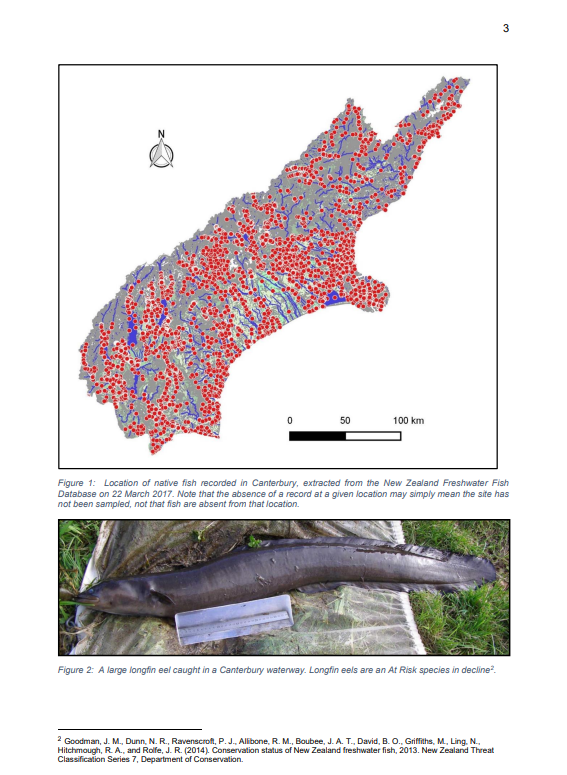 3
N
0 50 100 km
Figure 1: Location of native fish recorded in Canterbury, extracted from the New Zealand Freshwater Fish
Database on 22 March 2017. Note that the absence of a record at a given location may simply mean the site has
not been sampled, not that fish are absent from that location.
Figure 2: A large longfin eel caught in a Canterbury waterway. Longfin eels are an At Risk species in decline².
² Goodman, J. M., Dunn, N. R., Ravenscroft, P. J., Allibone, R. M., Boubee, J. A. T., David, B. O., Griffiths, M., Ling, N.,
Hitchmough, R. A., and Rolfe, J. R. (2014). Conservation status of New Zealand freshwater fish, 2013. New Zealand Threat
Classification Series 7, Department of Conservation.